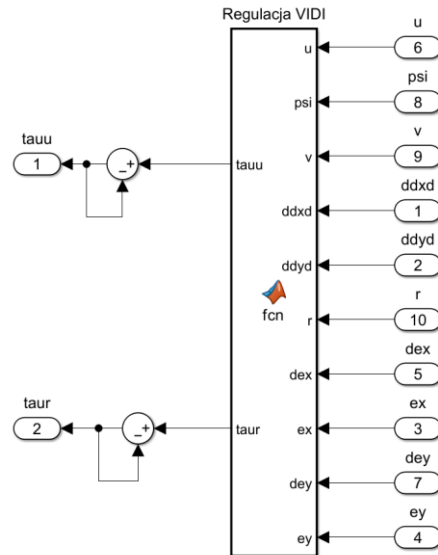 Regulacja VIDI
u
6
u
psi
8
psi
v
9
v
tauu
1
tauu
ddxd
1
ddxd
ddyd
2
ddyd
fcn
r
10
r
dex
5
dex
taur
2
taur
ex
3
ex
dey
7
dey
ey
4
ey